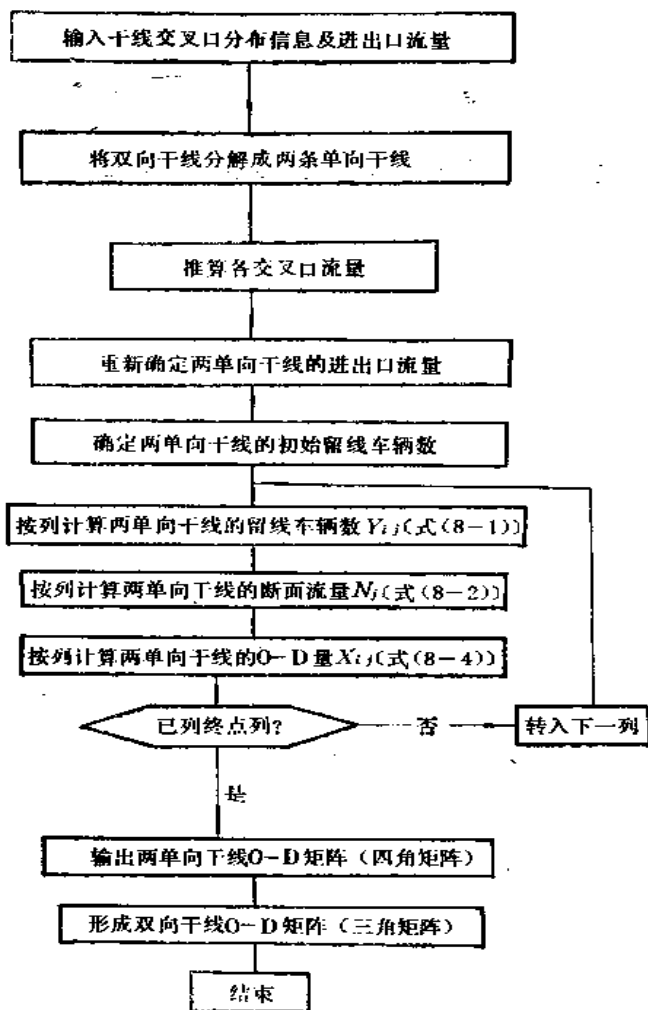 输入干线交叉口分布信息及进出口流量
将双向干线分解成两条单向干线
推算各交叉口流量
重新确定两单向干线的进出口流量
确定两单向干线的初始留线车辆数
按列计算两单向干线的留线车辆数Yij(式(8-1))
按列计算两单向干线的断面流量Nj(式(8-2))
按列计算两单向干线的O-D量Xij(式(8-4))
已列终点列?
否
转入下一列
是
输出两单向干线O-D矩阵(四角矩阵)
形成双向干线O-D矩阵(三角矩阵)
结束